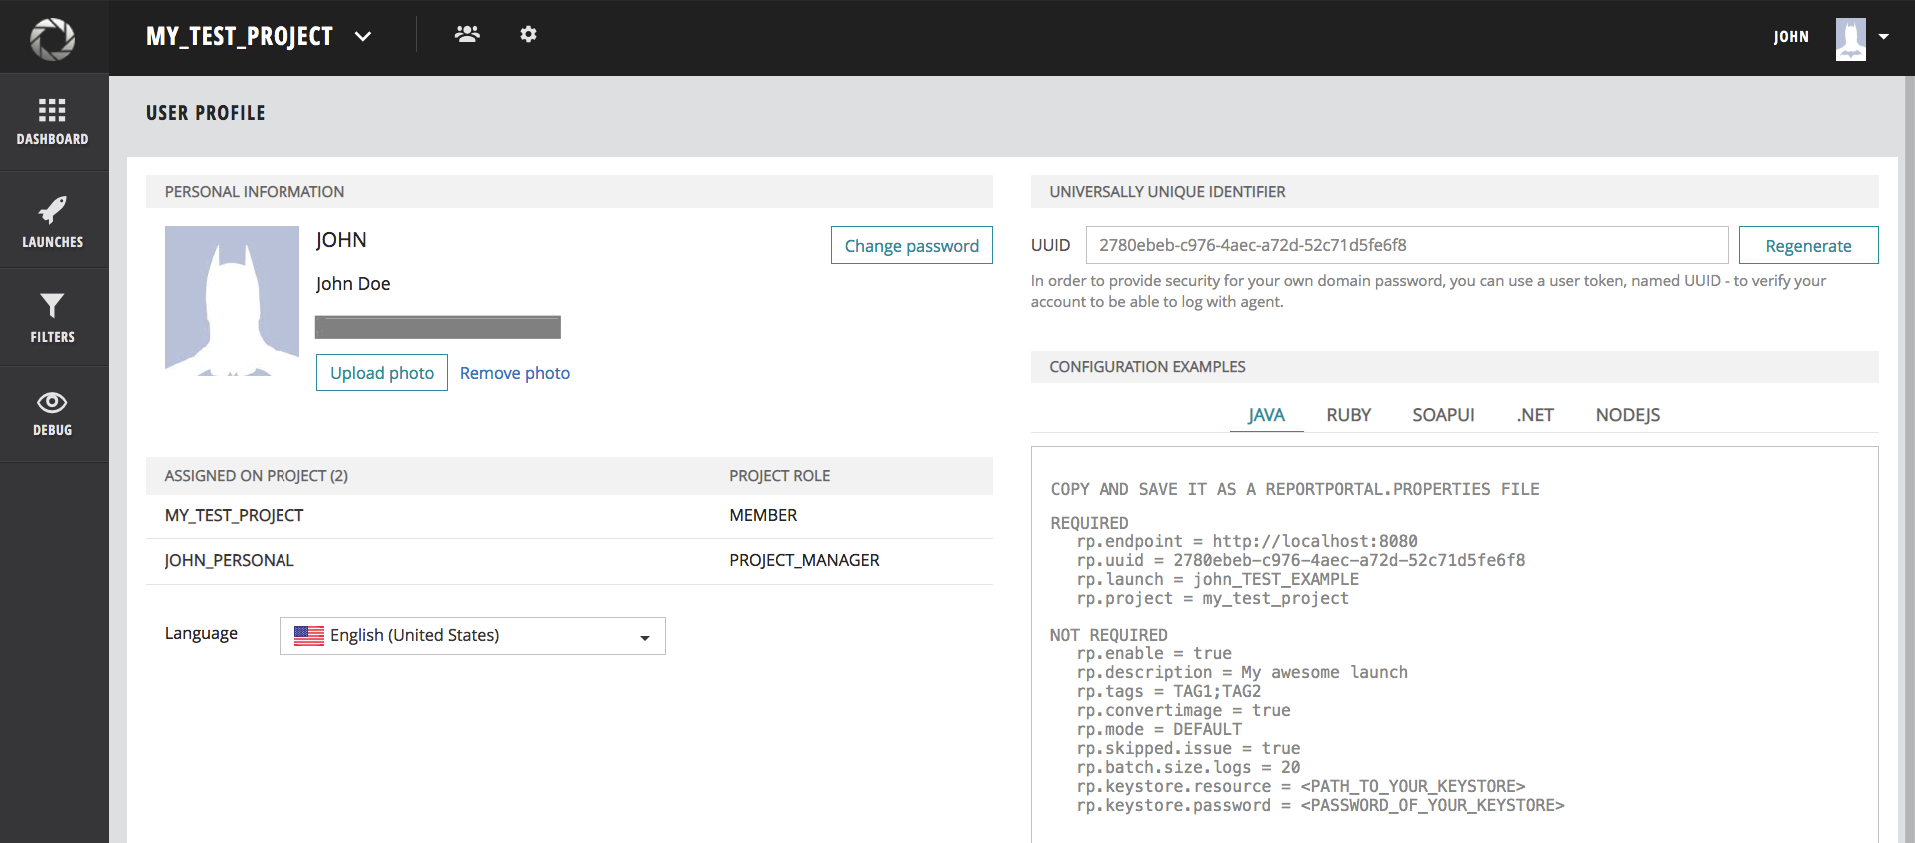 MY_TEST_PROJECT
JOHN
DASHBOARD
LAUNCHES
FILTERS
DEBUG
USER PROFILE
PERSONAL INFORMATION
JOHN
John Doe
Change password
Upload photo
Remove photo
ASSIGNED ON PROJECT (2) PROJECT ROLE
MY_TEST_PROJECT MEMBER
JOHN_PERSONAL PROJECT_MANAGER
Language English (United States)
UNIVERSALLY UNIQUE IDENTIFIER
UUID 2780ebeb-c976-4aec-a72d-52c71d5fe6f8 Regenerate
In order to provide security for your own domain password, you can use a user token, named UUID - to verify your
account to be able to log with agent.
CONFIGURATION EXAMPLES
JAVA RUBY SOAPUI .NET NODEJS
COPY AND SAVE IT AS A REPORTPORTAL.PROPERTIES FILE
REQUIRED
rp.endpoint = http://localhost:8080
rp.uuid = 2780ebeb-c976-4aec-a72d-52c71d5fe6f8
rp.launch = john_TEST_EXAMPLE
rp.project = my_test_project
NOT REQUIRED
rp.enable = true
rp.description = My awesome launch
rp.tags = TAG1;TAG2
rp.convertimage = true
rp.mode = DEFAULT
rp.skipped.issue = true
rp.batch.size.logs = 20
rp.keystore.resource = <PATH_TO_YOUR_KEYSTORE>
rp.keystore.password = <PASSWORD_OF_YOUR_KEYSTORE>